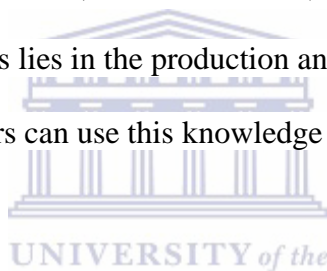 s lies in the production an
rs can use this knowledge
UNIVERSITY of the